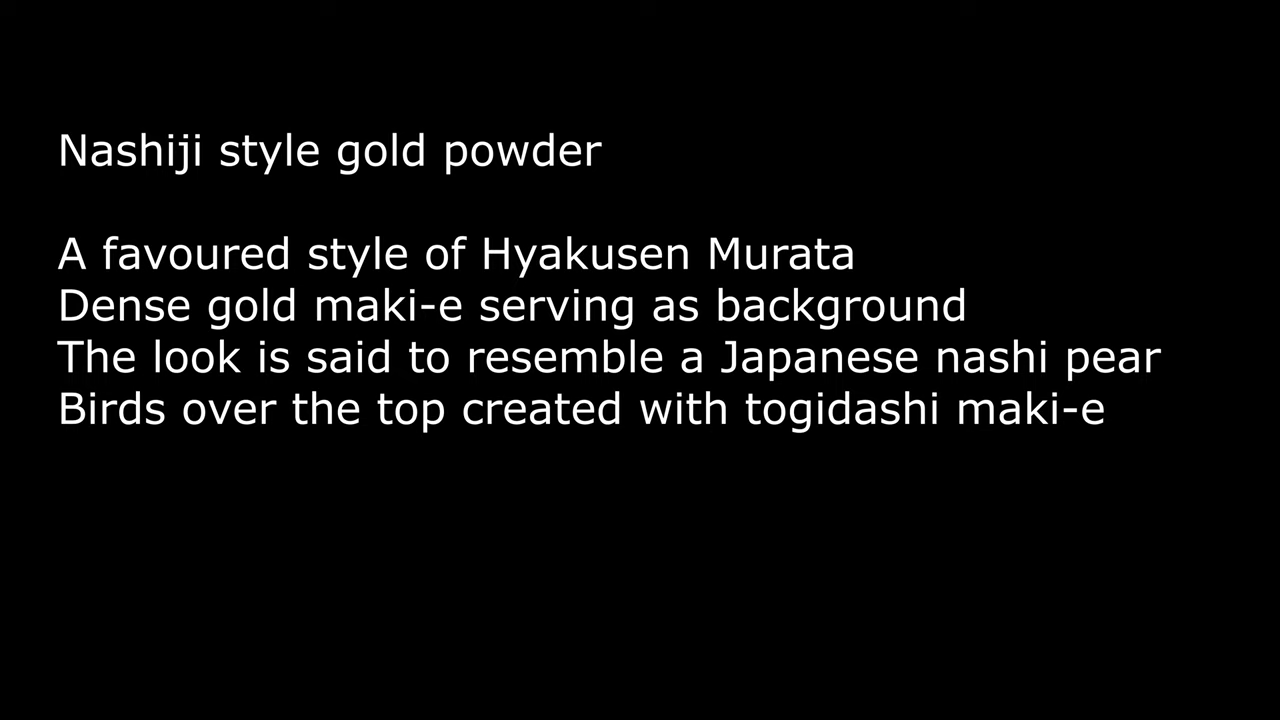 Nashiji style gold powder
A favoured style of Hyakusen Murata
Dense gold maki-e serving as background
The look is said to resemble a Japanese nashi pear
Birds over the top created with togidashi maki-e